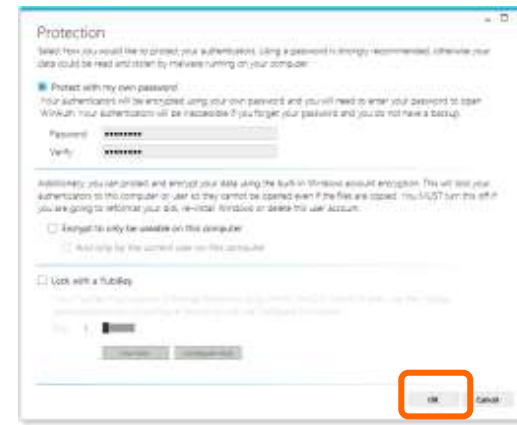 Protection
Select how you would like to protect your authenticators. Using a password is strongly recommended, otherwise your
data could be read and stolen by malware running on your computer.
Protect with my own password
Your authenticators will be encrypted using your own password and you will need to enter your password to open
WinAuth. Your authenticators will be inaccessible if you forget your password and you do not have a backup.
Password
Verify
Additionally, you can protect and encrypt your data using the built-in Windows account encryption. This will lock your
authenticators to this computer or user so they cannot be opened even if the files are copied. You MUST turn this off if
you are going to reformat your disk, re-install Windows or delete this user account.
Encrypt to only be useable on this computer
And only by the current user on this computer
Lock with a YubiKey
OK
Cancel